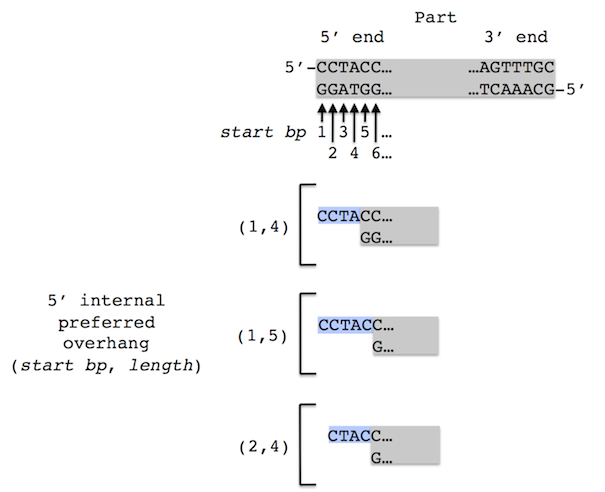 Part
5′ end 3′ end
5′-CCTACC… …AGTTTGC
GGATGG… …TCAAACG-5′
start bp 1 3 5 …
2 4 6…
(1,4)
CCTACC…
GG…
5′ internal
preferred
overhang
(start bp, length)
(1,5)
CCTACC…
G…
(2,4)
CTACC…
G…